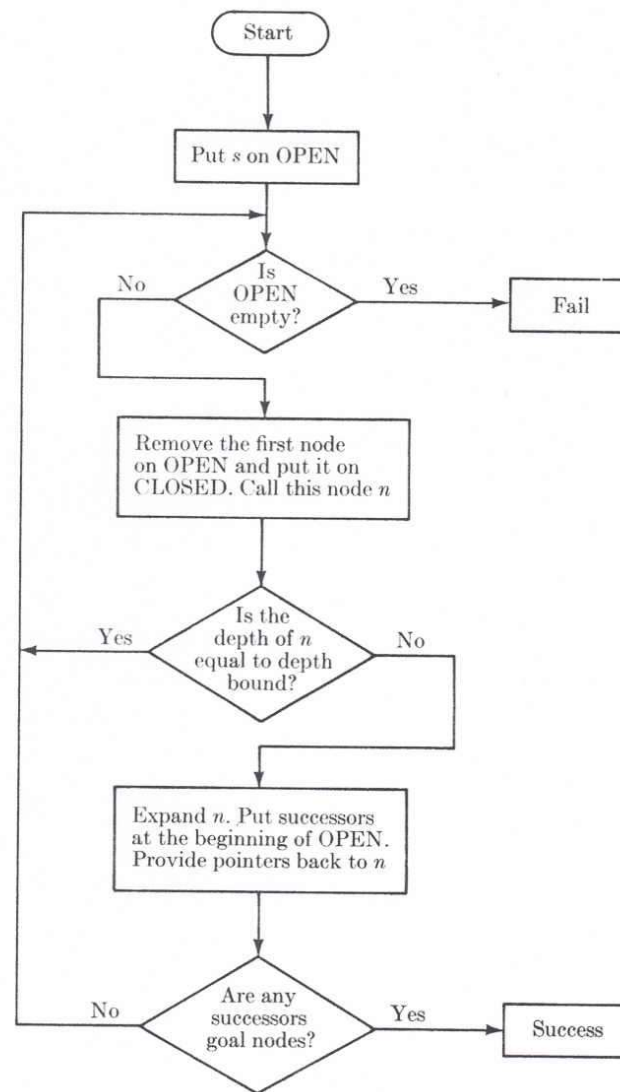 Start
Put s on OPEN
Is
OPEN
empty?
No
Yes
Fail
Remove the first node
on OPEN and put it on
CLOSED. Call this node n
Is the
depth of n
equal to depth
bound?
Yes
No
Expand n. Put successors
at the beginning of OPEN.
Provide pointers back to n
Are any
successors
goal nodes?
No
Yes
Success